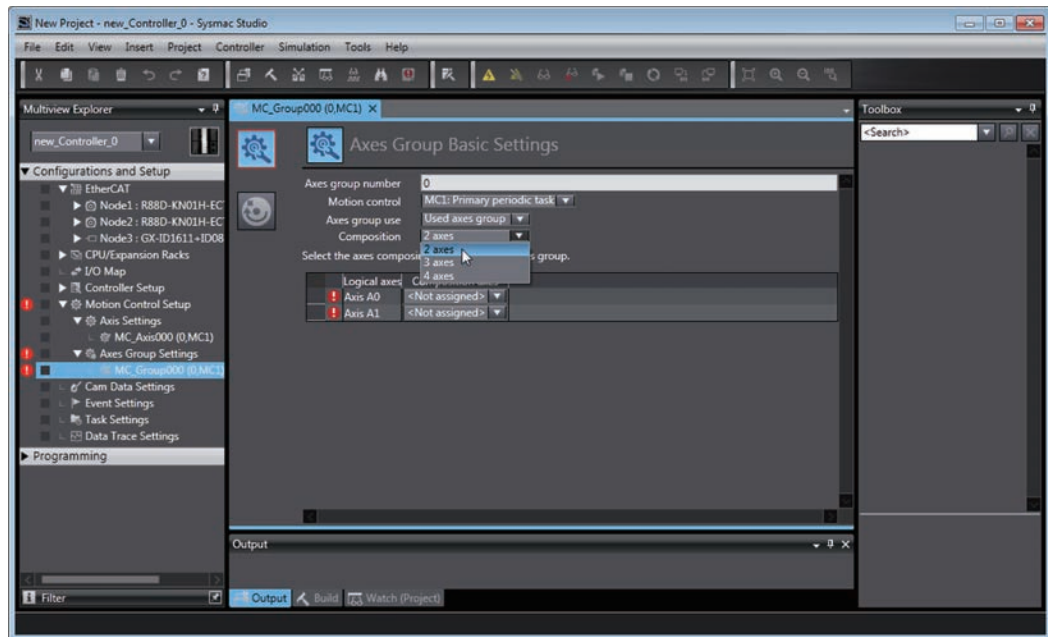 New Project - new_Controller_0 - Sysmac Studio
File Edit View Insert Project Controller Simulation Tools Help
Multiview Explorer
new_Controller_0
Configurations and Setup
EtherCAT
Node1 : R88D-KN01H-EC
Node2 : R88D-KN01H-EC
Node3 : GX-ID1611+ID08
CPU/Expansion Racks
I/O Map
Controller Setup
Motion Control Setup
Axis Settings
MC_Axis000 (0,MC1)
Axes Group Settings
MC_Group000 (0,MC1)
Cam Data Settings
Event Settings
Task Settings
Data Trace Settings
Programming
Filter
MC_Group000 (0,MC1)
Axes Group Basic Settings
Axes group number 0
Motion control MC1: Primary periodic task
Axes group use Used axes group
Composition 2 axes
2 axes
3 axes
4 axes
Select the axes composi s group.
Logical axes
Axis A0 <Not assigned>
Axis A1 <Not assigned>
Output
Output Build Watch (Project)
Toolbox
<Search>